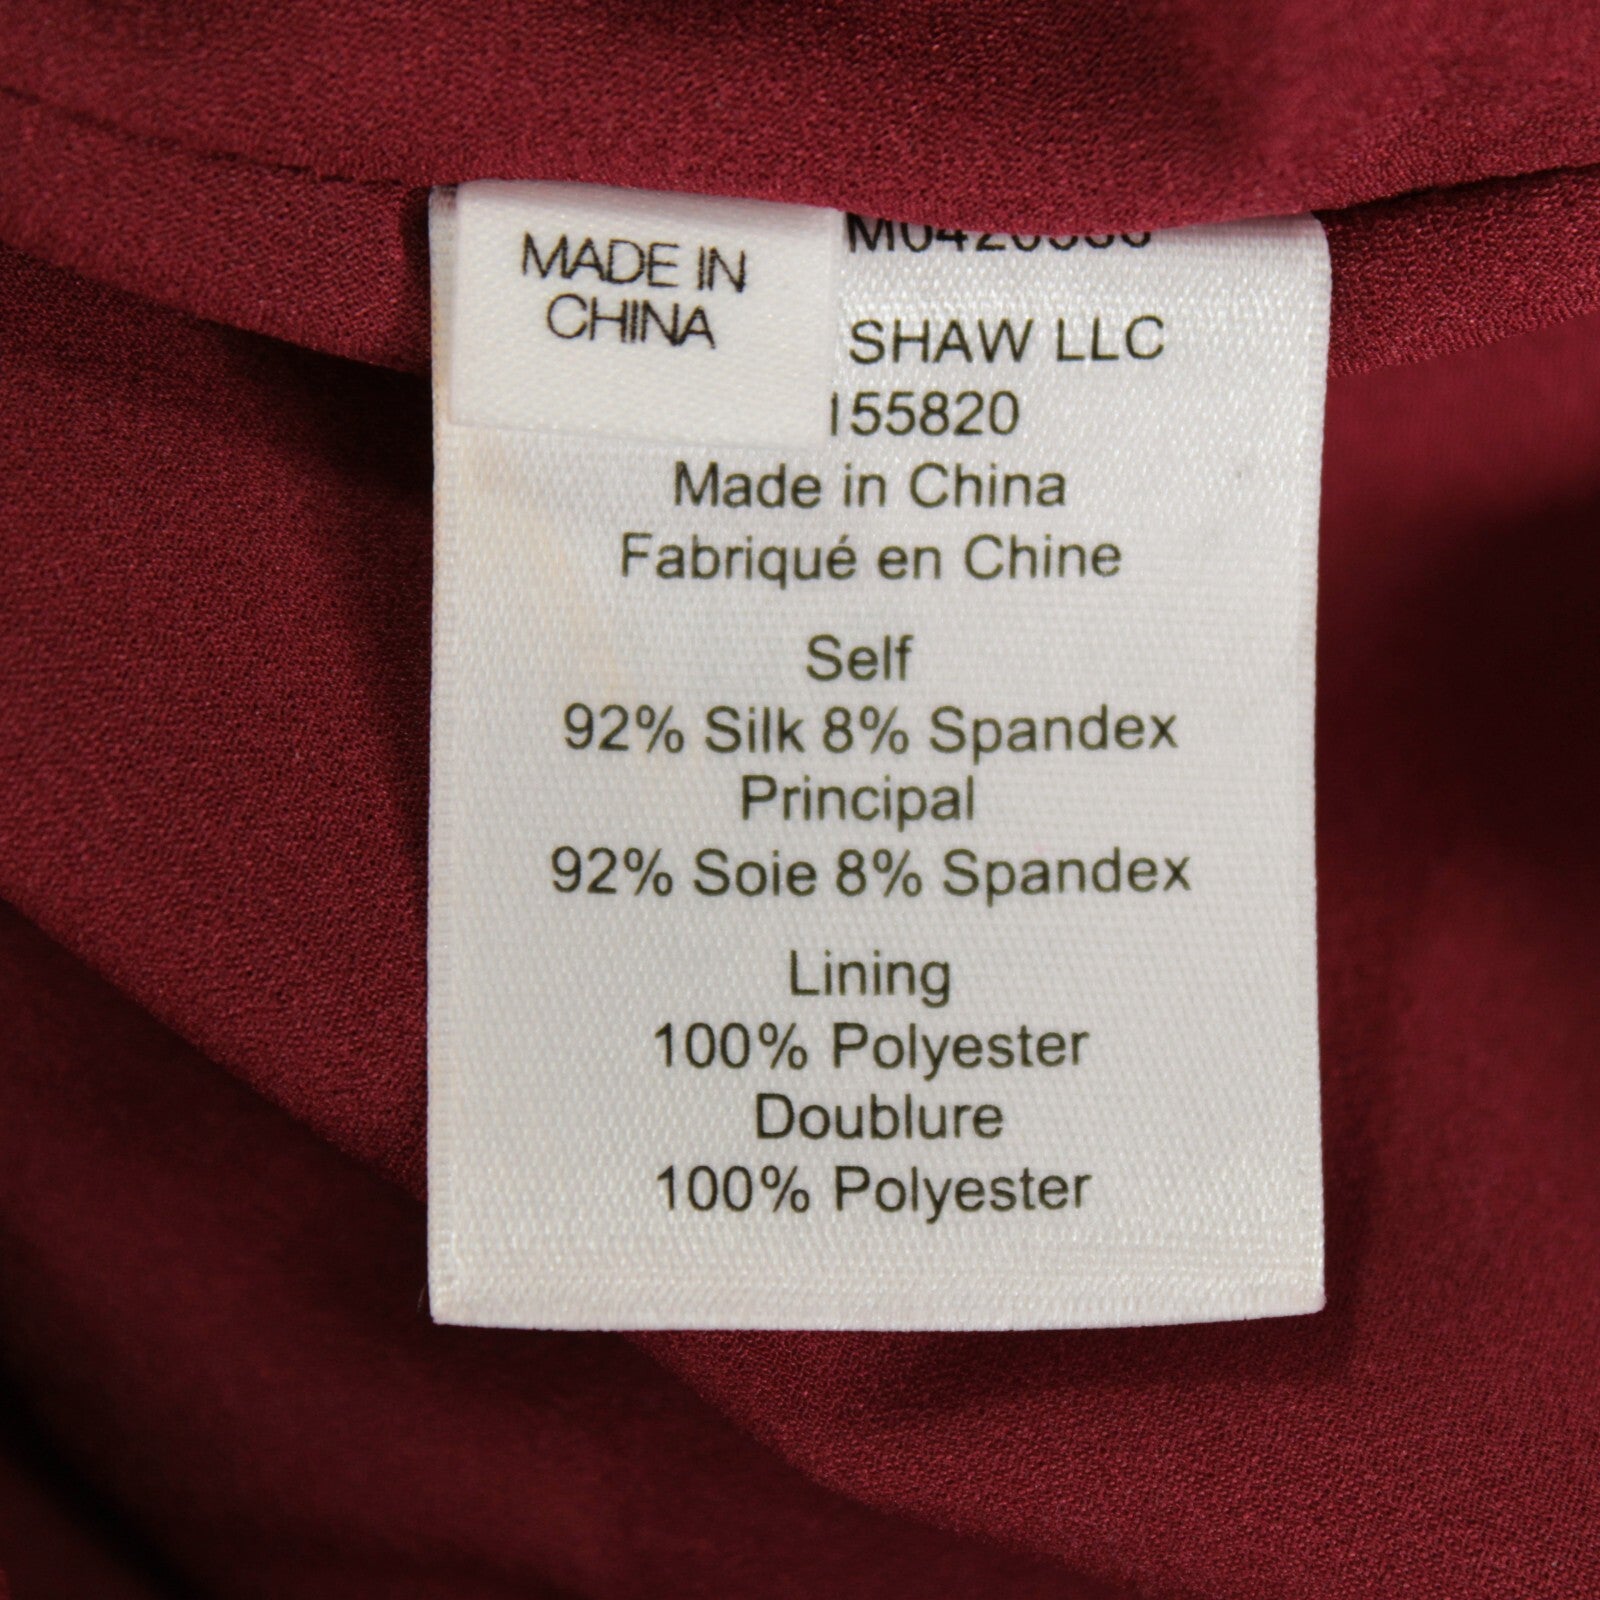 MADE IN
CHINA
SHAW LLC
155820
Made in China
Fabriqué en Chine
Self
92% Silk 8% Spandex
Principal
92% Soie 8% Spandex
Lining
100% Polyester
Doublure
100% Polyester